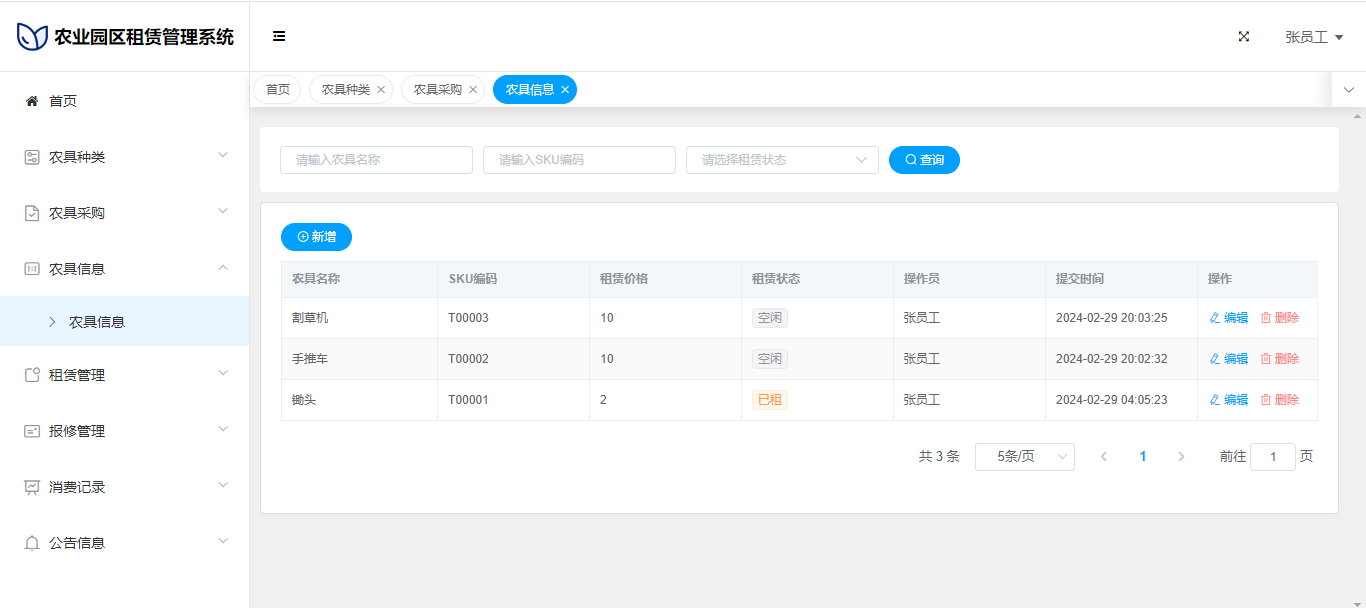 农业园区租赁管理系统
张员工
首页
农具种类
农具采购
农具信息
农具信息
租赁管理
报修管理
消费记录
公告信息
首页 农具种类 农具采购 农具信息
请输入农具名称 请输入SKU编码 请选择租赁状态 查询
新增
农具名称 SKU编码 租赁价格 租赁状态 操作员 提交时间 操作
割草机 T00003 10 空闲 张员工 2024-02-29 20:03:25 编辑 删除
手推车 T00002 10 空闲 张员工 2024-02-29 20:02:32 编辑 删除
锄头 T00001 2 已租 张员工 2024-02-29 04:05:23 编辑 删除
共 3 条 5条/页 1 前往 1 页